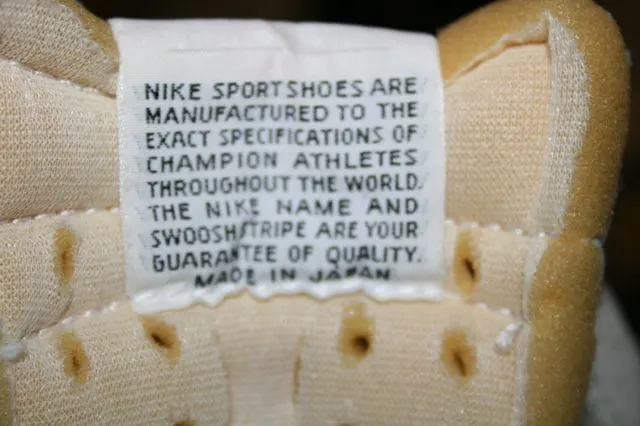 NIKE SPORTSHOES ARE
MANUFACTURED TO THE
EXACT SPECIFICATIONS OF
CHAMPION ATHLETES
THROUGHOUT THE WORLD.
THE NIKE NAME AND
SWOOSHSTRIPE ARE YOUR
GUARANTEE OF QUALITY.
MADE IN JAPAN